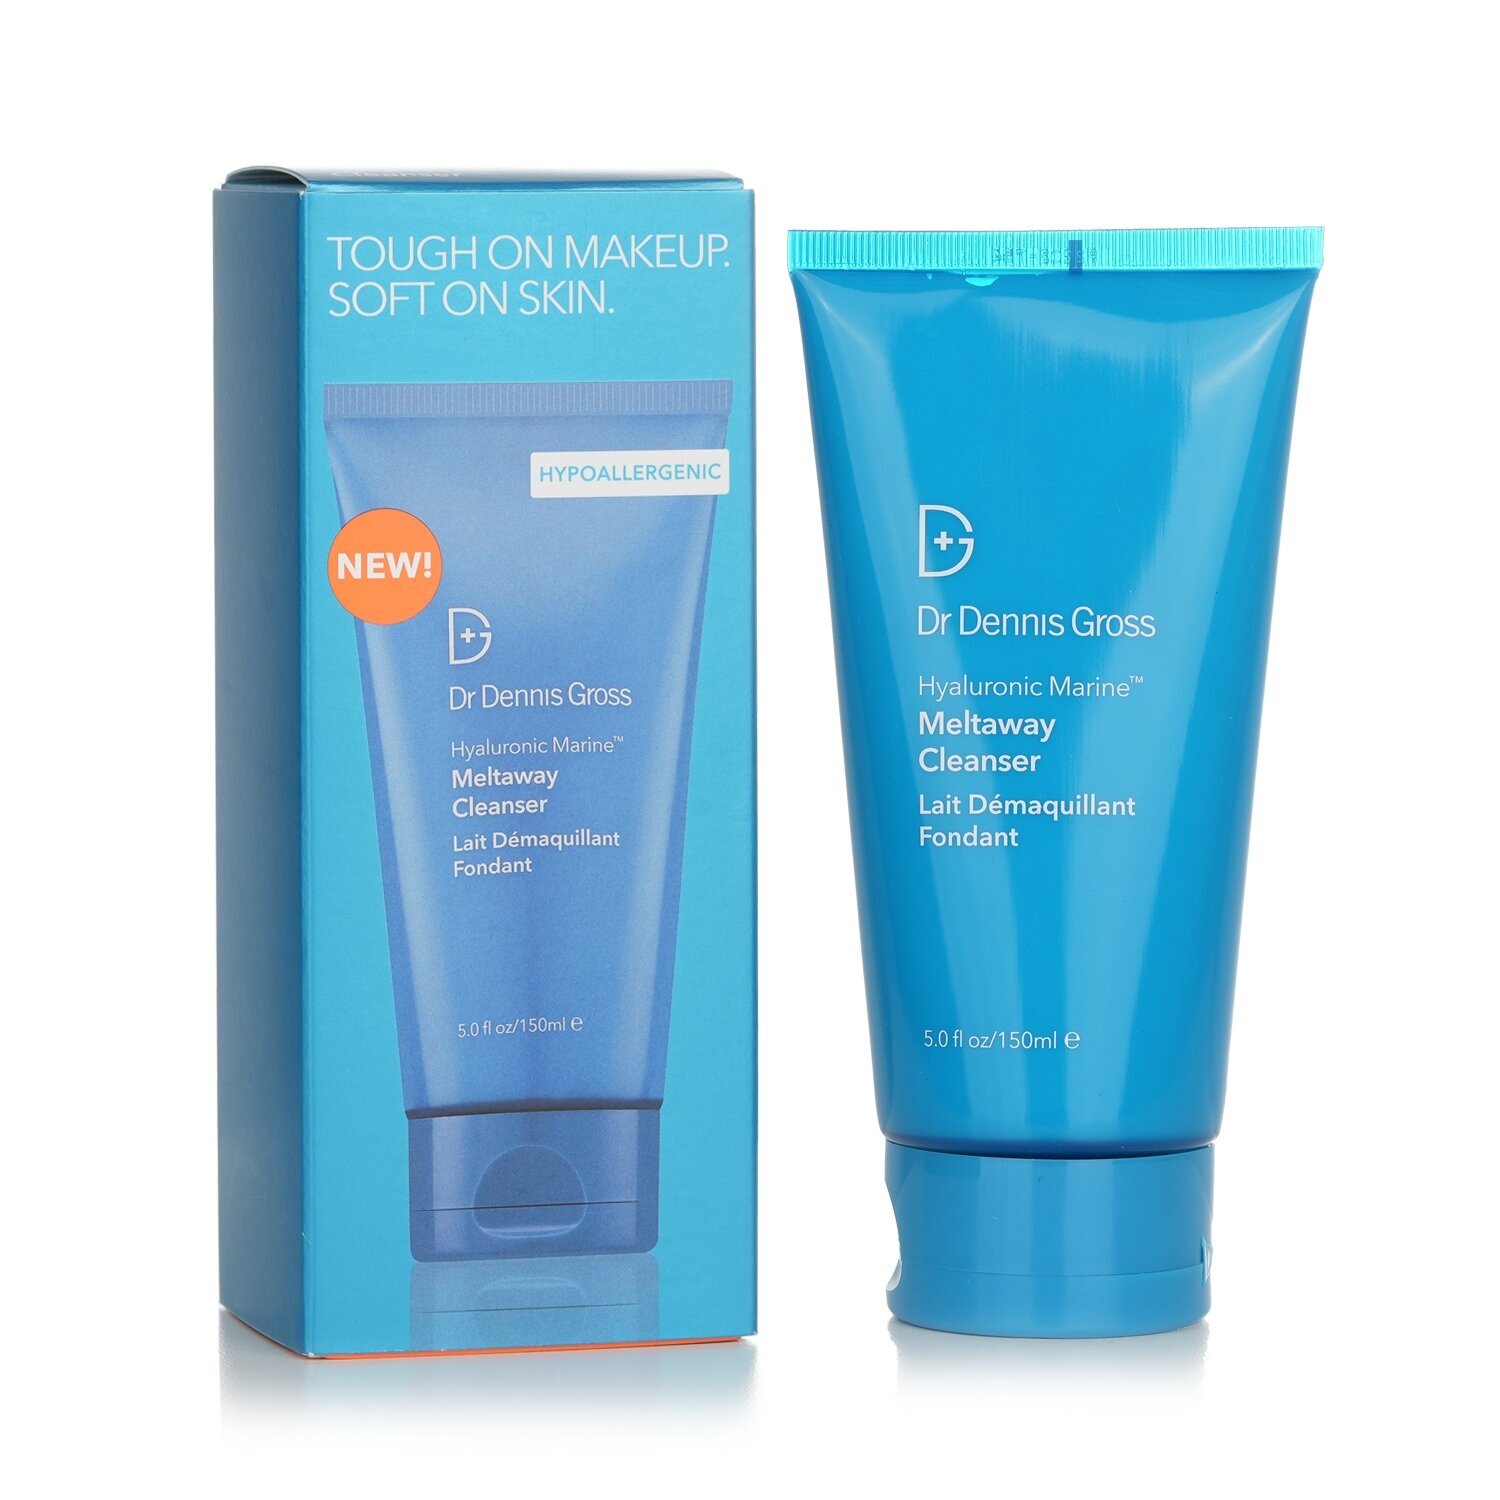 Cleanser
TOUGH ON MAKEUP.
SOFT ON SKIN.
HYPOALLERGENIC
NEW!
Dr Dennis Gross
Hyaluronic Marine™
Meltaway
Cleanser
Lait Démaquillant
Fondant
5.0 fl oz/150ml ℮
Dr Dennis Gross
Hyaluronic Marine™
Meltaway
Cleanser
Lait Démaquillant
Fondant
5.0 fl oz/150ml ℮